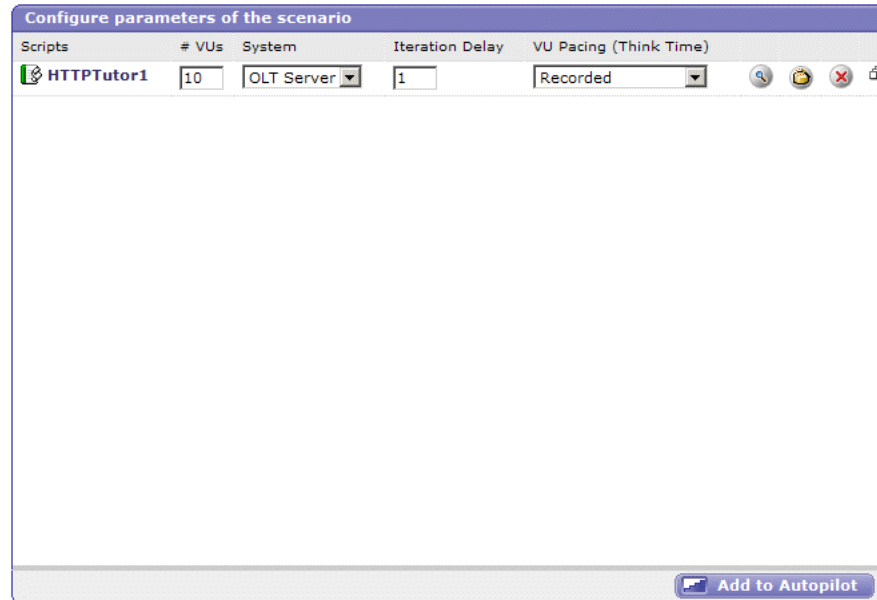 Configure parameters of the scenario
Scripts # VUs System Iteration Delay VU Pacing (Think Time)
HTTPTutor1 10 OLT Server 1 Recorded
Add to Autopilot